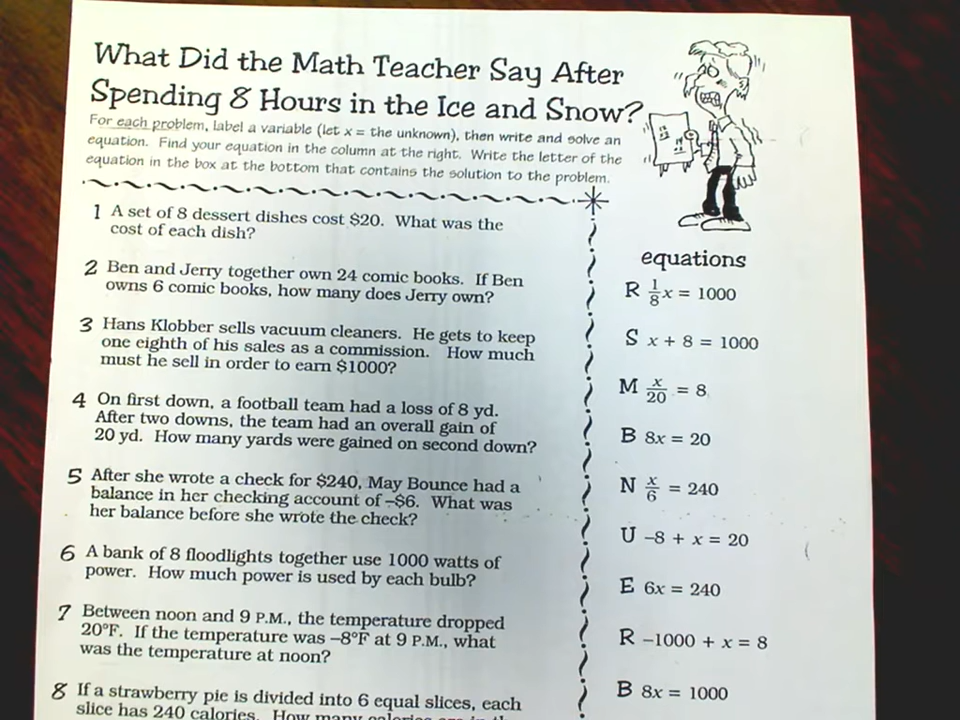 What Did the Math Teacher Say After
Spending 8 Hours in the Ice and Snow?
For each problem, label a variable (let x = the unknown), then write and solve an
equation. Find your equation in the column at the right. Write the letter of the
equation in the box at the bottom that contains the solution to the problem.
1 A set of 8 dessert dishes cost $20. What was the
cost of each dish?
2 Ben and Jerry together own 24 comic books. If Ben
owns 6 comic books, how many does Jerry own?
3 Hans Klobber sells vacuum cleaners. He gets to keep
one eighth of his sales as a commission. How much
must he sell in order to earn $1000?
4 On first down, a football team had a loss of 8 yd.
After two downs, the team had an overall gain of
20 yd. How many yards were gained on second down?
5 After she wrote a check for $240, May Bounce had a
balance in her checking account of –$6. What was
her balance before she wrote the check?
6 A bank of 8 floodlights together use 1000 watts of
power. How much power is used by each bulb?
7 Between noon and 9 P.M., the temperature dropped
20°F. If the temperature was –8°F at 9 P.M., what
was the temperature at noon?
8 If a strawberry pie is divided into 6 equal slices, each
slice has 240 calories. How many calories are in the
equations
R 1/8 x = 1000
S x + 8 = 1000
M x/20 = 8
B 8x = 20
N x/6 = 240
U –8 + x = 20
E 6x = 240
R –1000 + x = 8
B 8x = 1000